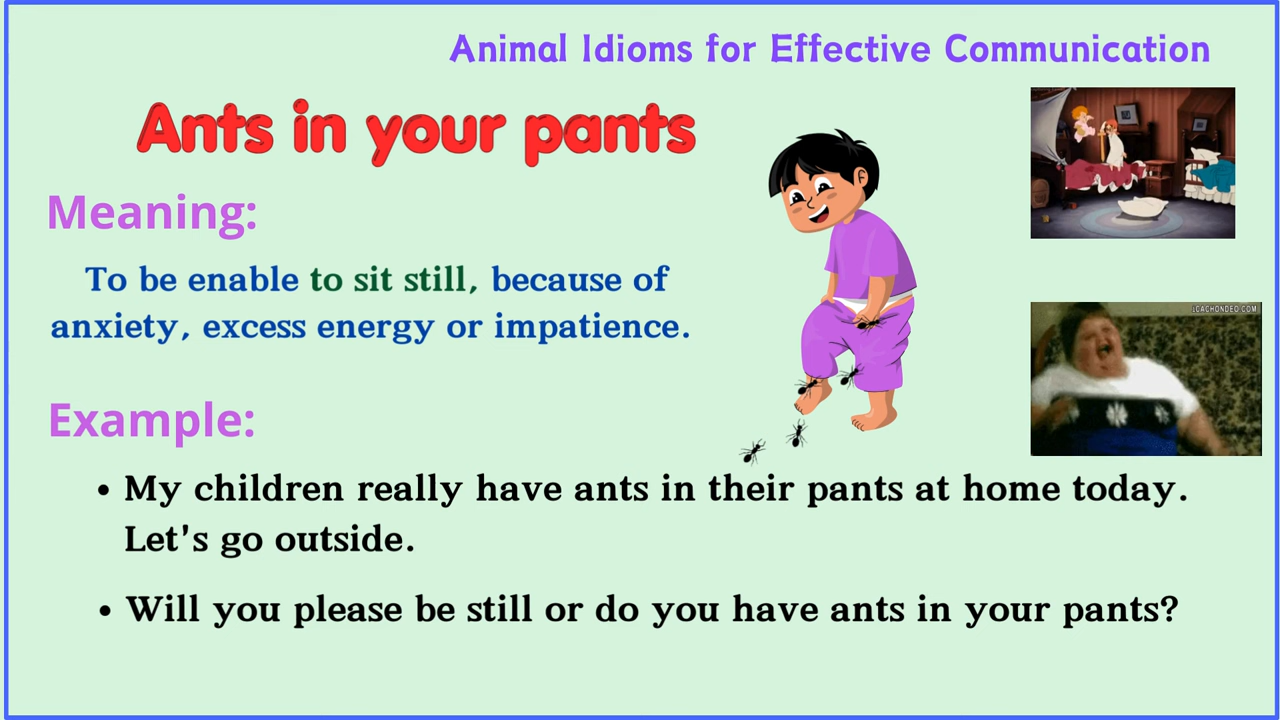 Animal Idioms for Effective Communication
Ants in your pants
Meaning:
To be enable to sit still, because of
anxiety, excess energy or impatience.
1CACHONDEO.COM
Example:
• My children really have ants in their pants at home today.
Let's go outside.
• Will you please be still or do you have ants in your pants?